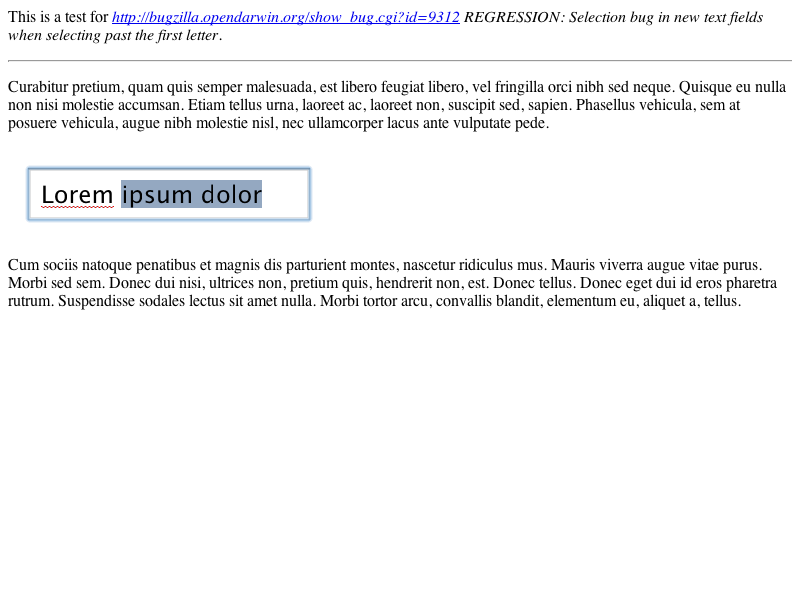 This is a test for http://bugzilla.opendarwin.org/show_bug.cgi?id=9312 REGRESSION: Selection bug in new text fields
when selecting past the first letter.
Curabitur pretium, quam quis semper malesuada, est libero feugiat libero, vel fringilla orci nibh sed neque. Quisque eu nulla
non nisi molestie accumsan. Etiam tellus urna, laoreet ac, laoreet non, suscipit sed, sapien. Phasellus vehicula, sem at
posuere vehicula, augue nibh molestie nisl, nec ullamcorper lacus ante vulputate pede.
Lorem ipsum dolor
Cum sociis natoque penatibus et magnis dis parturient montes, nascetur ridiculus mus. Mauris viverra augue vitae purus.
Morbi sed sem. Donec dui nisi, ultrices non, pretium quis, hendrerit non, est. Donec tellus. Donec eget dui id eros pharetra
rutrum. Suspendisse sodales lectus sit amet nulla. Morbi tortor arcu, convallis blandit, elementum eu, aliquet a, tellus.